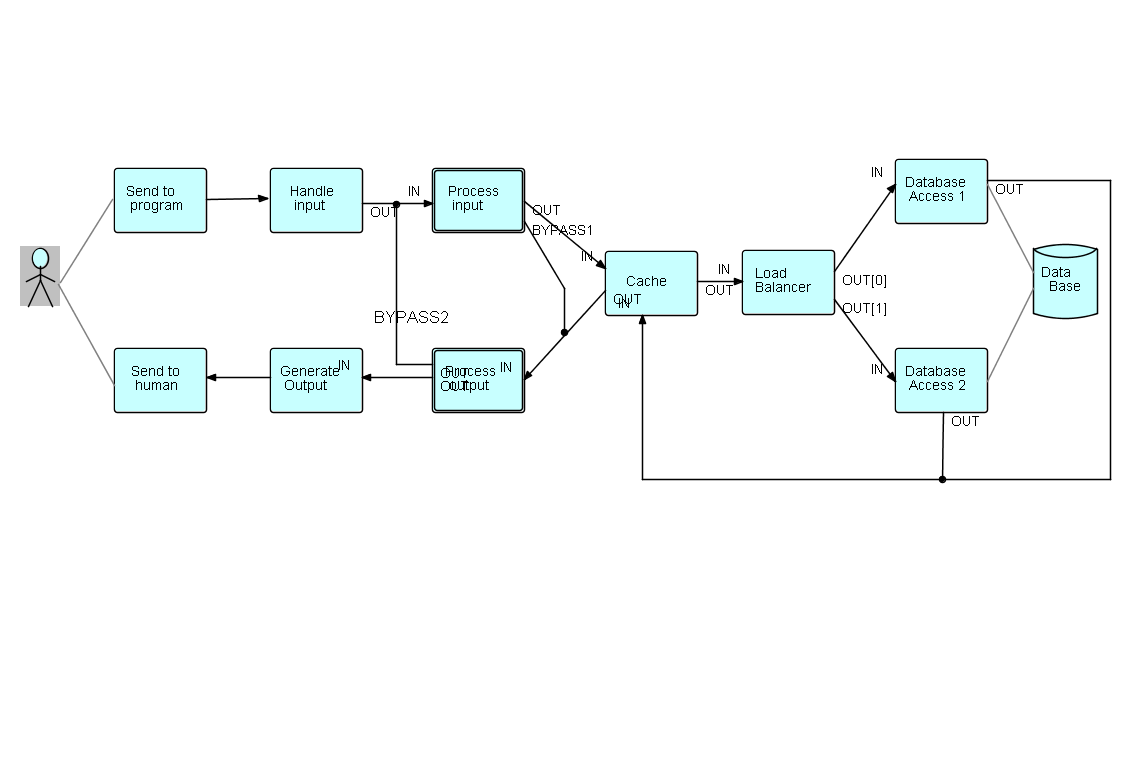 Send to
program
Handle
input
OUT
IN
Process
input
OUT
BYPASS1
IN
Cache
OUT
IN
IN
OUT
Load
Balancer
OUT[0]
OUT[1]
IN
Database
Access 1
OUT
Data
Base
IN
Database
Access 2
OUT
BYPASS2
Send to
human
Generate
Output
IN
Process
Output
OUT
OUT
IN